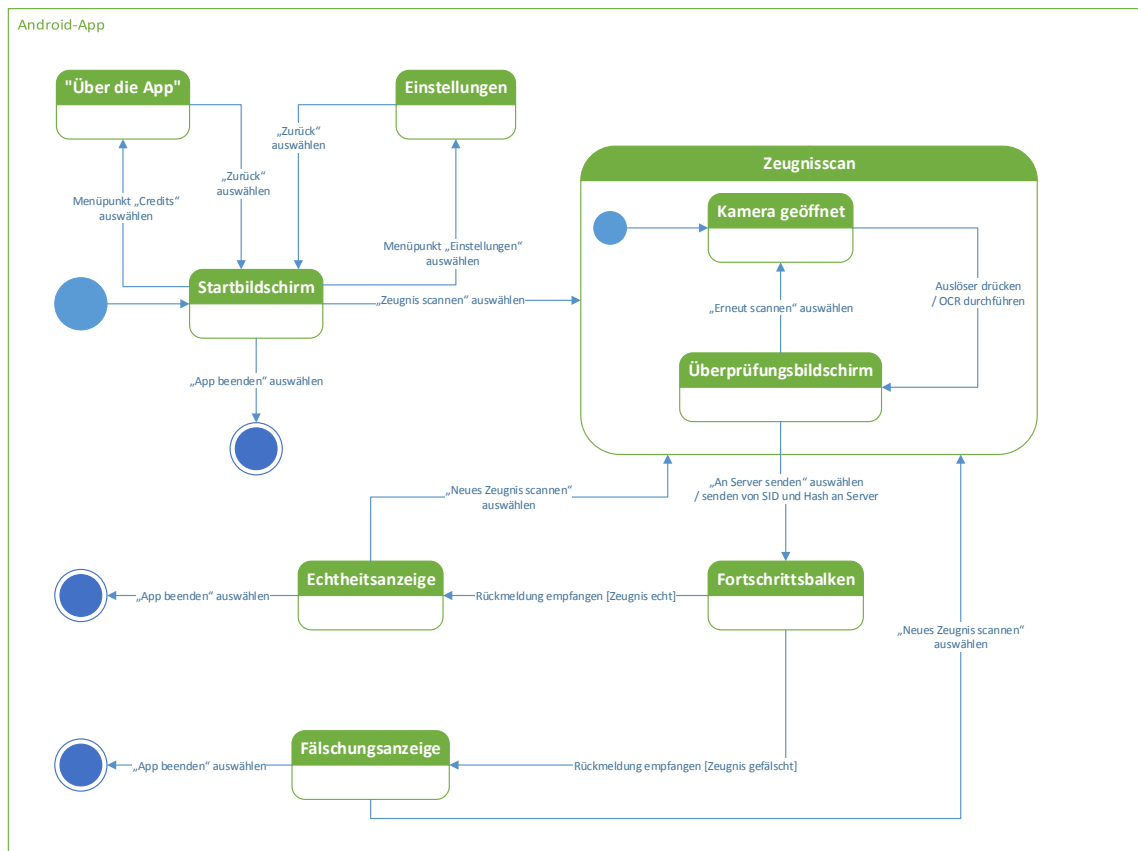 Android-App
"Über die App"
Einstellungen
„Zurück“
auswählen
„Zurück“
auswählen
Menüpunkt „Credits“
auswählen
Menüpunkt „Einstellungen“
auswählen
Zeugnisscan
Kamera geöffnet
Startbildschirm
„Zeugnis scannen“ auswählen
Auslöser drücken
/ OCR durchführen
„Erneut scannen“ auswählen
Überprüfungsbildschirm
„App beenden“ auswählen
„Neues Zeugnis scannen“
auswählen
„An Server senden“ auswählen
/ senden von SID und Hash an Server
Echtheitsanzeige
Fortschrittsbalken
„App beenden“ auswählen
Rückmeldung empfangen [Zeugnis echt]
„Neues Zeugnis scannen“
auswählen
Fälschungsanzeige
„App beenden“ auswählen
Rückmeldung empfangen [Zeugnis gefälscht]